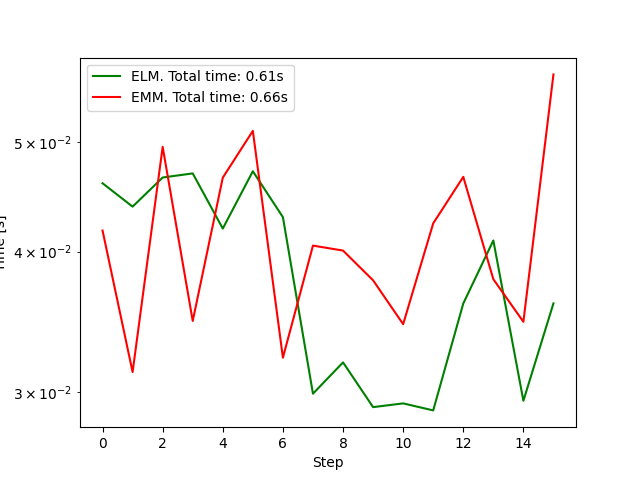 ELM. Total time: 0.61s
EMM. Total time: 0.66s
5 × 10⁻²
4 × 10⁻²
3 × 10⁻²
0 2 4 6 8 10 12 14
Step